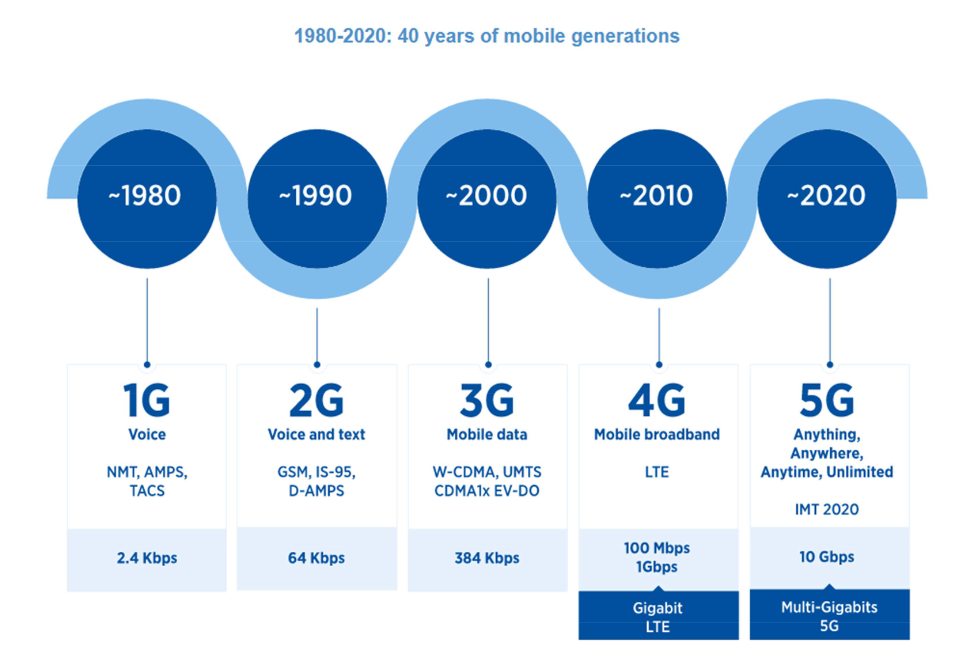 1980-2020: 40 years of mobile generations
~1980
~1990
~2000
~2010
~2020
1G
Voice
NMT, AMPS,
TACS
2.4 Kbps
2G
Voice and text
GSM, IS-95,
D-AMPS
64 Kbps
3G
Mobile data
W-CDMA, UMTS
CDMA1x EV-DO
384 Kbps
4G
Mobile broadband
LTE
100 Mbps
1Gbps
Gigabit
LTE
5G
Anything,
Anywhere,
Anytime, Unlimited
IMT 2020
10 Gbps
Multi-Gigabits
5G